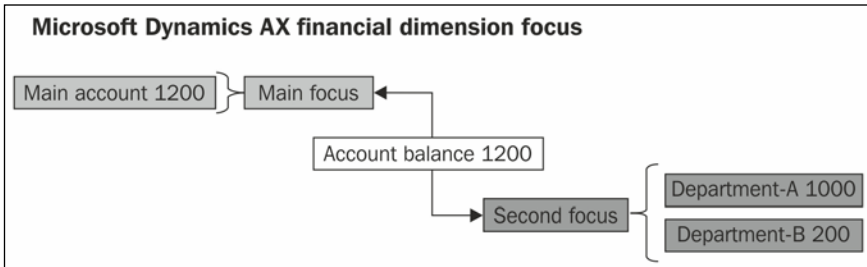 Microsoft Dynamics AX financial dimension focus
Main account 1200
Main focus
Account balance 1200
Second focus
Department-A 1000
Department-B 200